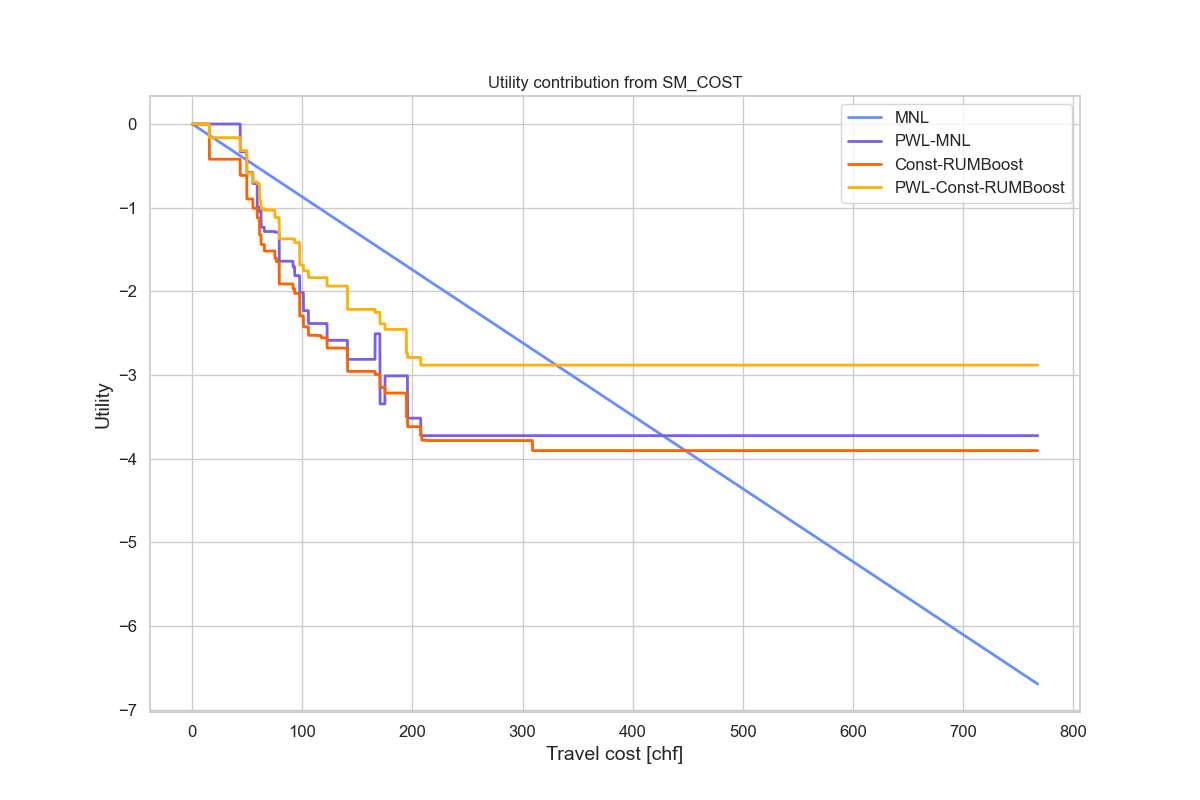 Utility contribution from SM_COST
MNL
PWL-MNL
Const-RUMBoost
PWL-Const-RUMBoost
Utility
0
−1
−2
−3
−4
−5
−6
−7
0 100 200 300 400 500 600 700 800
Travel cost [chf]